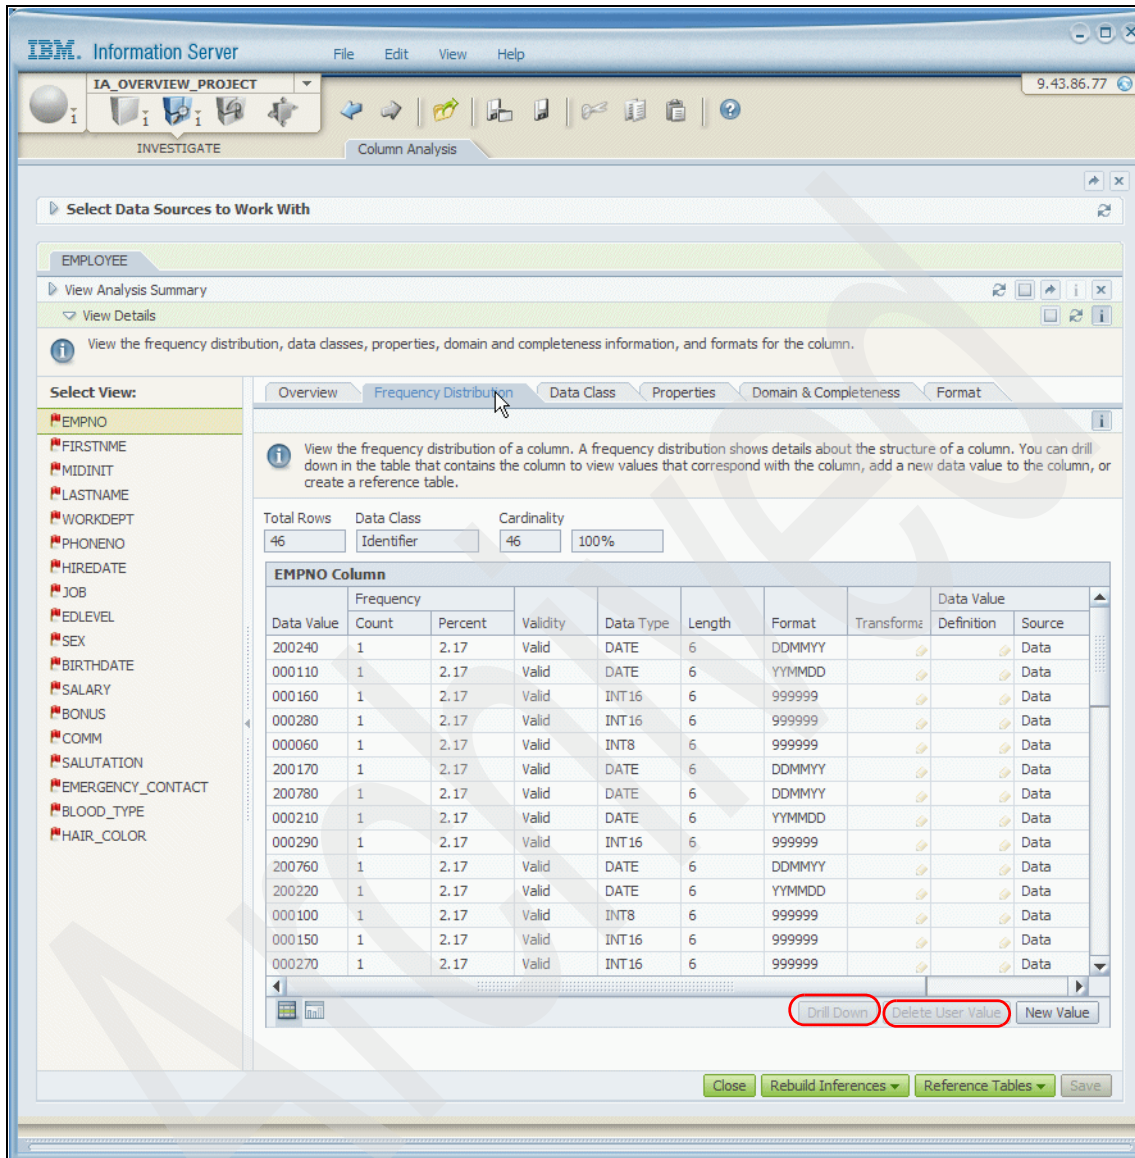 IBM. Information Server
File Edit View Help
IA_OVERVIEW_PROJECT
9.43.86.77
INVESTIGATE
Column Analysis
Select Data Sources to Work With
EMPLOYEE
View Analysis Summary
View Details
View the frequency distribution, data classes, properties, domain and completeness information, and formats for the column.
Select View:
EMPNO
FIRSTNME
MIDINIT
LASTNAME
WORKDEPT
PHONENO
HIREDATE
JOB
EDLEVEL
SEX
BIRTHDATE
SALARY
BONUS
COMM
SALUTATION
EMERGENCY_CONTACT
BLOOD_TYPE
HAIR_COLOR
Overview Frequency Distribution Data Class Properties Domain & Completeness Format
View the frequency distribution of a column. A frequency distribution shows details about the structure of a column. You can drill
down in the table that contains the column to view values that correspond with the column, add a new data value to the column, or
create a reference table.
Total Rows Data Class Cardinality
46 Identifier 46 100%
EMPNO Column
Frequency Data Value
Data Value Count Percent Validity Data Type Length Format Transforma Definition Source
200240 1 2.17 Valid DATE 6 DDMMYY Data
000110 1 2.17 Valid DATE 6 YYMMDD Data
000160 1 2.17 Valid INT16 6 999999 Data
000280 1 2.17 Valid INT16 6 999999 Data
000060 1 2.17 Valid INT8 6 999999 Data
200170 1 2.17 Valid DATE 6 DDMMYY Data
200780 1 2.17 Valid DATE 6 DDMMYY Data
000210 1 2.17 Valid DATE 6 YYMMDD Data
000290 1 2.17 Valid INT16 6 999999 Data
200760 1 2.17 Valid DATE 6 DDMMYY Data
200220 1 2.17 Valid DATE 6 YYMMDD Data
000100 1 2.17 Valid INT8 6 999999 Data
000150 1 2.17 Valid INT16 6 999999 Data
000270 1 2.17 Valid INT16 6 999999 Data
Drill Down Delete User Value New Value
Close Rebuild Inferences Reference Tables Save
Archived